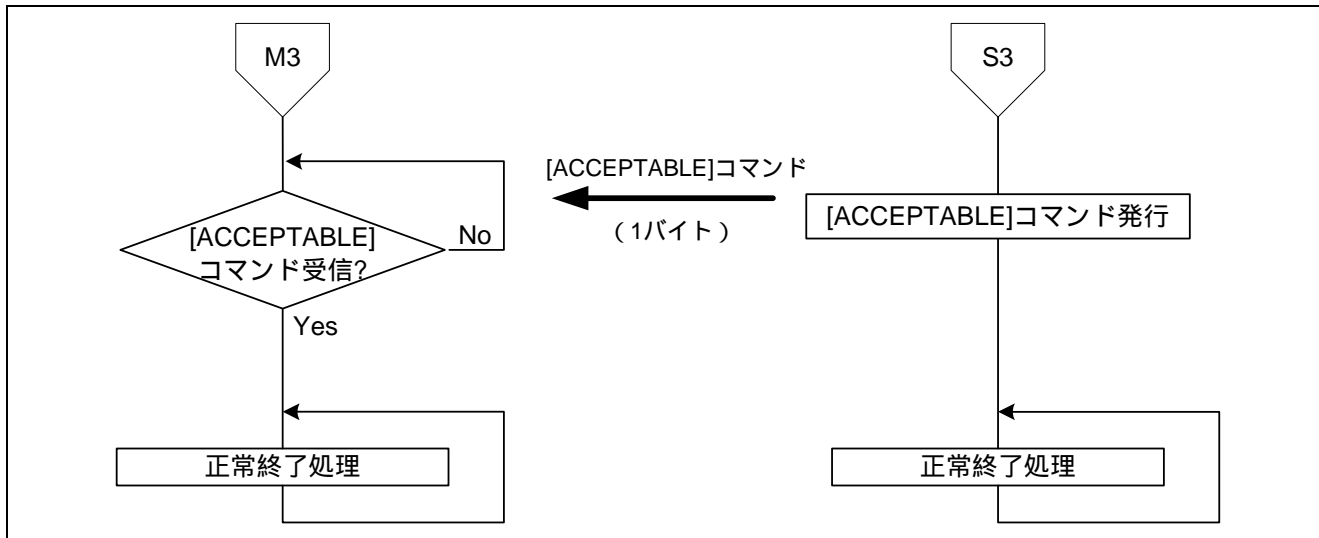 M3
S3
[ACCEPTABLE]コマンド
(1バイト)
[ACCEPTABLE]コマンド発行
[ACCEPTABLE]
コマンド受信?
No
Yes
正常終了処理
正常終了処理